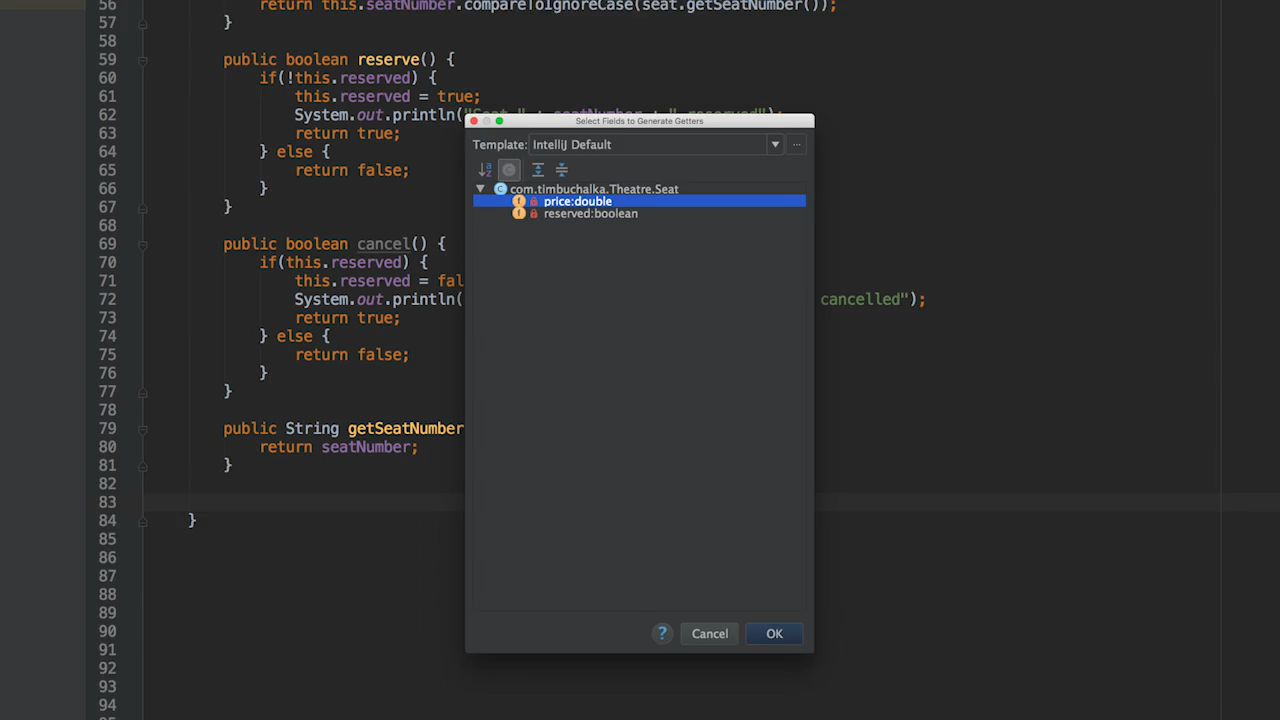 56 return this.seatNumber.compareToIgnoreCase(seat.getSeatNumber());
57 }
58
59 public boolean reserve() {
60 if(!this.reserved) {
61 this.reserved = true;
62 System.out.println("Seat " + seatNumber + " reserved");
63 return true;
64 } else {
65 return false;
66 }
67 }
68
69 public boolean cancel() {
70 if(this.reserved) {
71 this.reserved = fal
72 System.out.println( cancelled");
73 return true;
74 } else {
75 return false;
76 }
77 }
78
79 public String getSeatNumber
80 return seatNumber;
81 }
82
83
84 }
85
86
87
88
89
90
91
92
93
94
Select Fields to Generate Getters
Template: IntelliJ Default ...
com.timbuchalka.Theatre.Seat
price:double
reserved:boolean
? Cancel OK